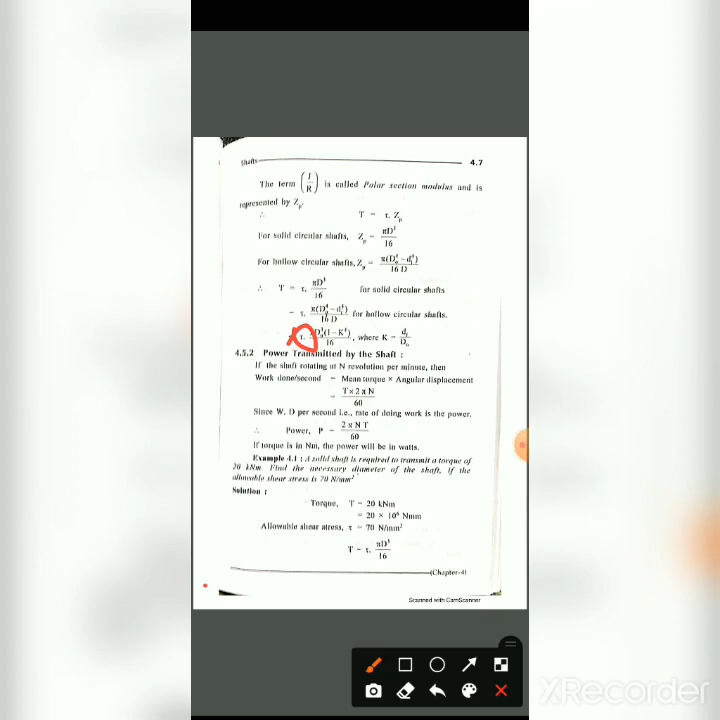 Shafts 4.7
The term (J/R) is called Polar section modulus and is
represented by Zp.
∴ T = τ. Zp
For solid circular shafts, Zp = πD³/16
For hollow circular shafts, Zp = π(Do⁴ – di⁴)/16 D
∴ T = τ. πD³/16 for solid circular shafts
= τ. π(Do⁴ – di⁴)/16 D for hollow circular shafts.
= τ. πDo³(1 – K⁴)/16, where K = di/Do
4.5.2 Power Transmitted by the Shaft :
If the shaft rotating at N revolution per minute, then
Work done/second = Mean torque × Angular displacement
= T × 2 π N/60
Since W. D per second i.e., rate of doing work is the power.
∴ Power, P = 2 π N T/60
If torque is in Nm, the power will be in watts.
Example 4.1 : A solid shaft is required to transmit a torque of
20 kNm. Find the necessary diameter of the shaft, if the
allowable shear stress is 70 N/mm²
Solution :
Torque, T = 20 kNm
= 20 × 10⁶ Nmm
Allowable shear stress, τ = 70 N/mm²
T = τ. πD³/16
(Chapter-4)
Scanned with CamScanner
XRecorder